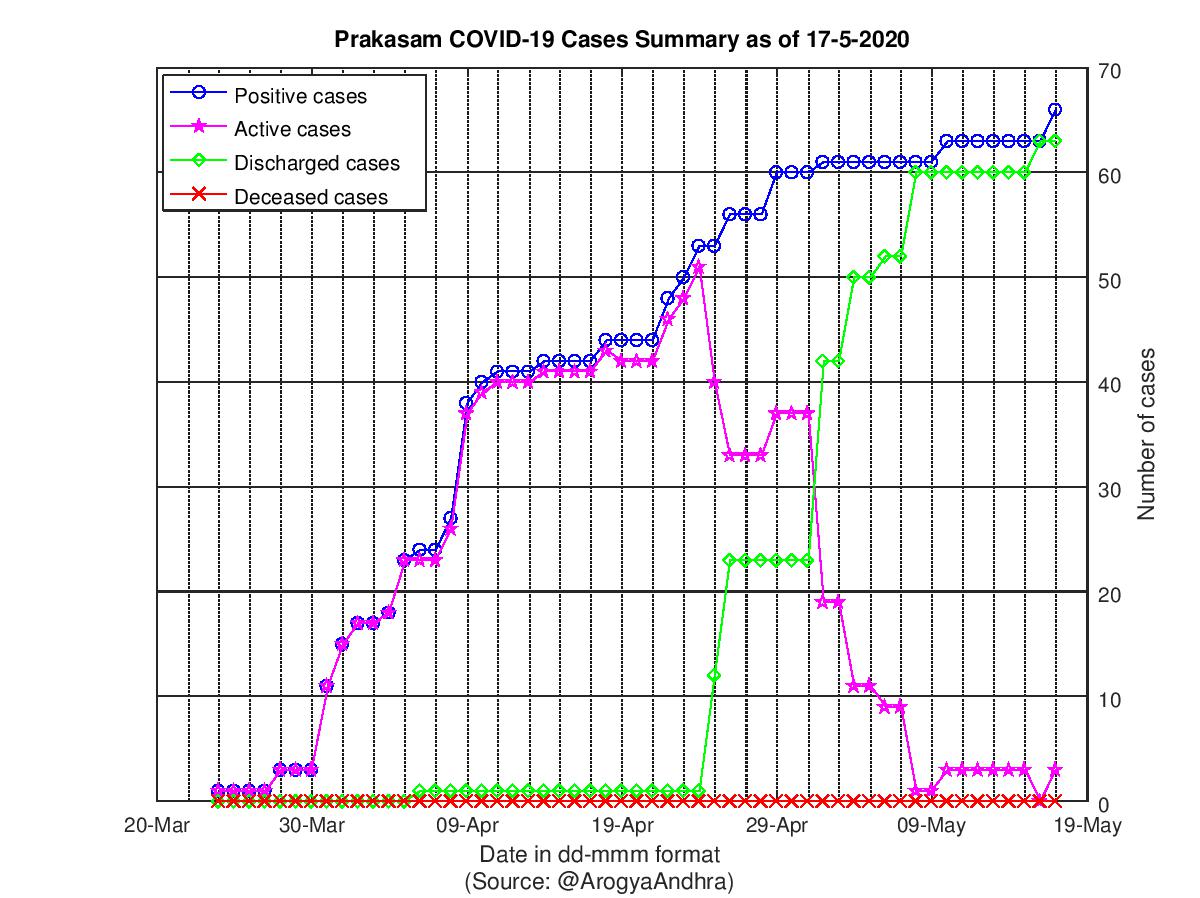 Prakasam COVID-19 Cases Summary as of 17-5-2020
Positive cases
Active cases
Discharged cases
Deceased cases
70
60
50
40
30
20
10
0
Number of cases
20-Mar 30-Mar 09-Apr 19-Apr 29-Apr 09-May 19-May
Date in dd-mmm format
(Source: @ArogyaAndhra)